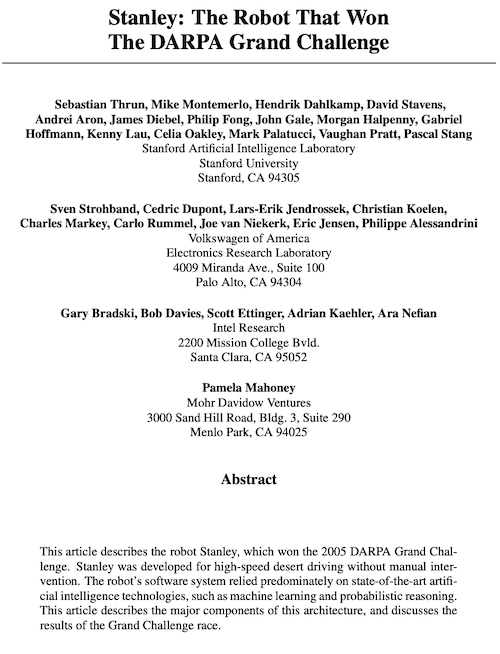 Stanley: The Robot That Won
The DARPA Grand Challenge
Sebastian Thrun, Mike Montemerlo, Hendrik Dahlkamp, David Stavens,
Andrei Aron, James Diebel, Philip Fong, John Gale, Morgan Halpenny, Gabriel
Hoffmann, Kenny Lau, Celia Oakley, Mark Palatucci, Vaughan Pratt, Pascal Stang
Stanford Artificial Intelligence Laboratory
Stanford University
Stanford, CA 94305
Sven Strohband, Cedric Dupont, Lars-Erik Jendrossek, Christian Koelen,
Charles Markey, Carlo Rummel, Joe van Niekerk, Eric Jensen, Philippe Alessandrini
Volkswagen of America
Electronics Research Laboratory
4009 Miranda Ave., Suite 100
Palo Alto, CA 94304
Gary Bradski, Bob Davies, Scott Ettinger, Adrian Kaehler, Ara Nefian
Intel Research
2200 Mission College Bvld.
Santa Clara, CA 95052
Pamela Mahoney
Mohr Davidow Ventures
3000 Sand Hill Road, Bldg. 3, Suite 290
Menlo Park, CA 94025
Abstract
This article describes the robot Stanley, which won the 2005 DARPA Grand Chal-
lenge. Stanley was developed for high-speed desert driving without manual inter-
vention. The robot's software system relied predominately on state-of-the-art artifi-
cial intelligence technologies, such as machine learning and probabilistic reasoning.
This article describes the major components of this architecture, and discusses the
results of the Grand Challenge race.